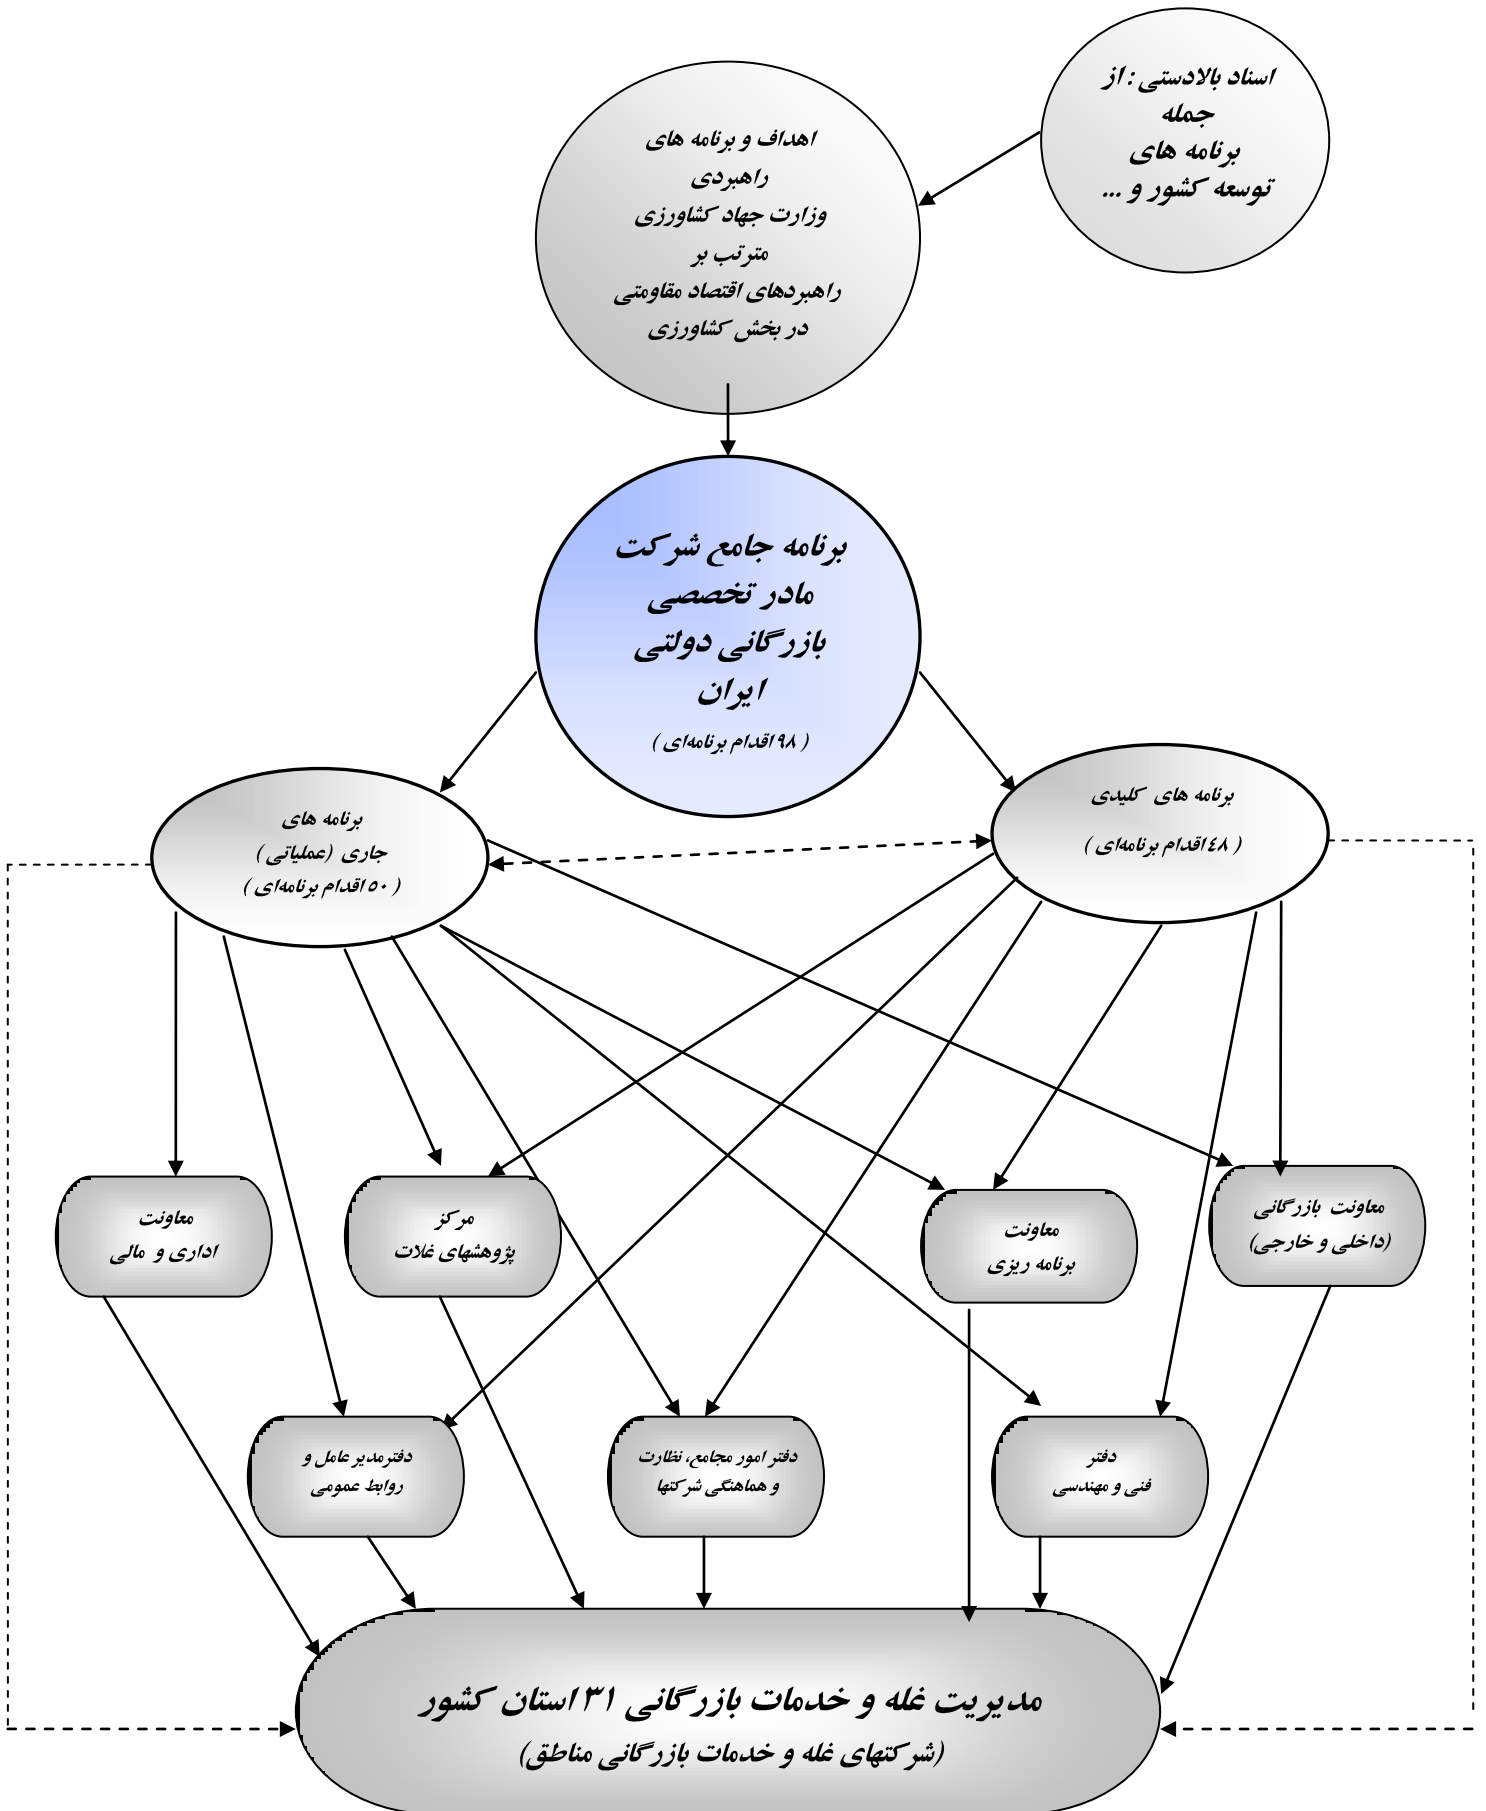 اسناد بالادستی : از
جمله
برنامه های
توسعه کشور و ...
اهداف و برنامه های
راهبردی
وزارت جهاد کشاورزی
مترتب بر
راهبردهای اقتصاد مقاومتی
در بخش کشاورزی
برنامه جامع شرکت
مادر تخصصی
بازرگانی دولتی
ایران
( ۹۸ اقدام برنامه‌ای )
برنامه های کلیدی
( ٤٨ اقدام برنامه‌ای )
برنامه های
جاری (عملیاتی )
( ۵۰ اقدام برنامه‌ای )
معاونت بازرگانی
(داخلی و خارجی)
معاونت
برنامه ریزی
مرکز
پژوهشهای غلات
معاونت
اداری و مالی
دفتر
فنی و مهندسی
دفتر امور مجامع، نظارت
و هماهنگی شرکتها
دفترمدیر عامل و
روابط عمومی
مدیریت غله و خدمات بازرگانی ۳۱ استان کشور
(شرکتهای غله و خدمات بازرگانی مناطق)